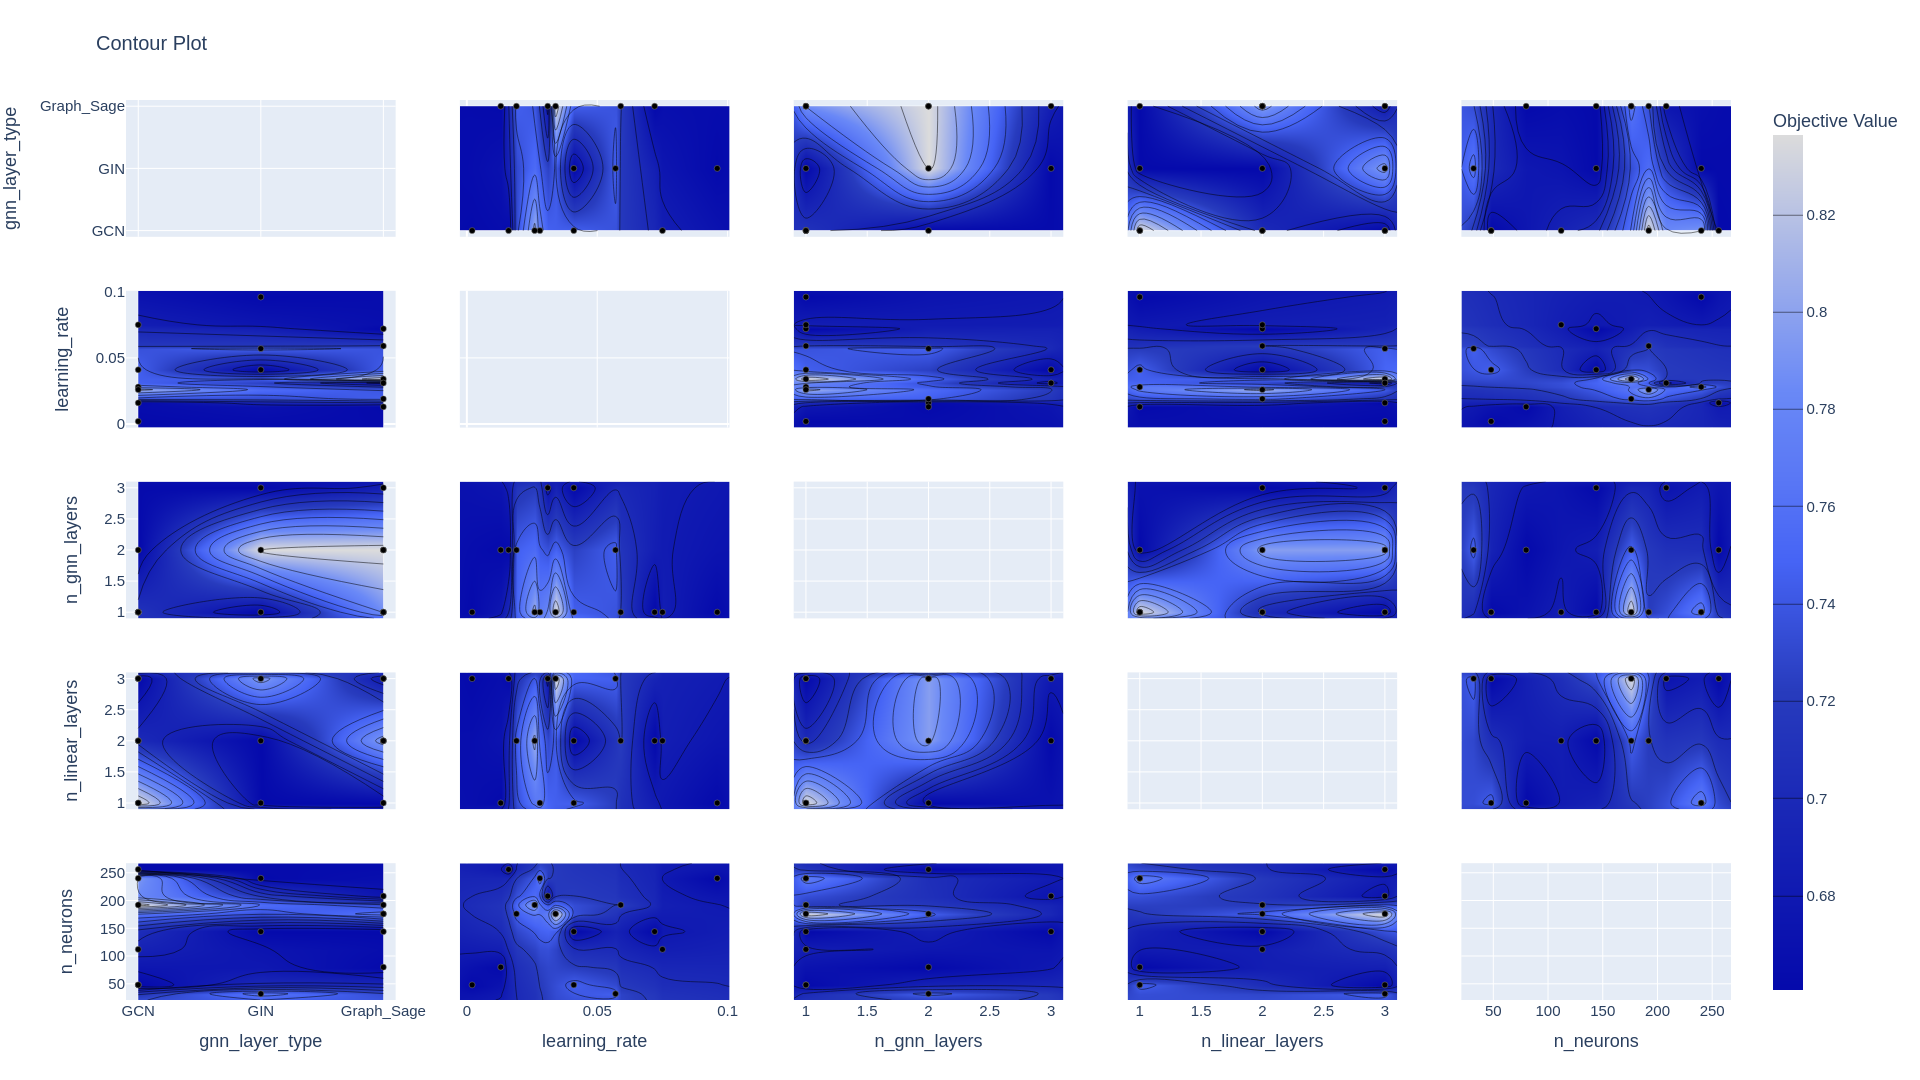 Contour Plot
Objective Value
gnn_layer_type
Graph_Sage
GIN
GCN
learning_rate
0.1
0.05
0
n_gnn_layers
3
2.5
2
1.5
1
n_linear_layers
3
2.5
2
1.5
1
n_neurons
250
200
150
100
50
GCN GIN Graph_Sage
0 0.05 0.1
1 1.5 2 2.5 3
1 1.5 2 2.5 3
50 100 150 200 250
gnn_layer_type learning_rate n_gnn_layers n_linear_layers n_neurons
0.82
0.8
0.78
0.76
0.74
0.72
0.7
0.68